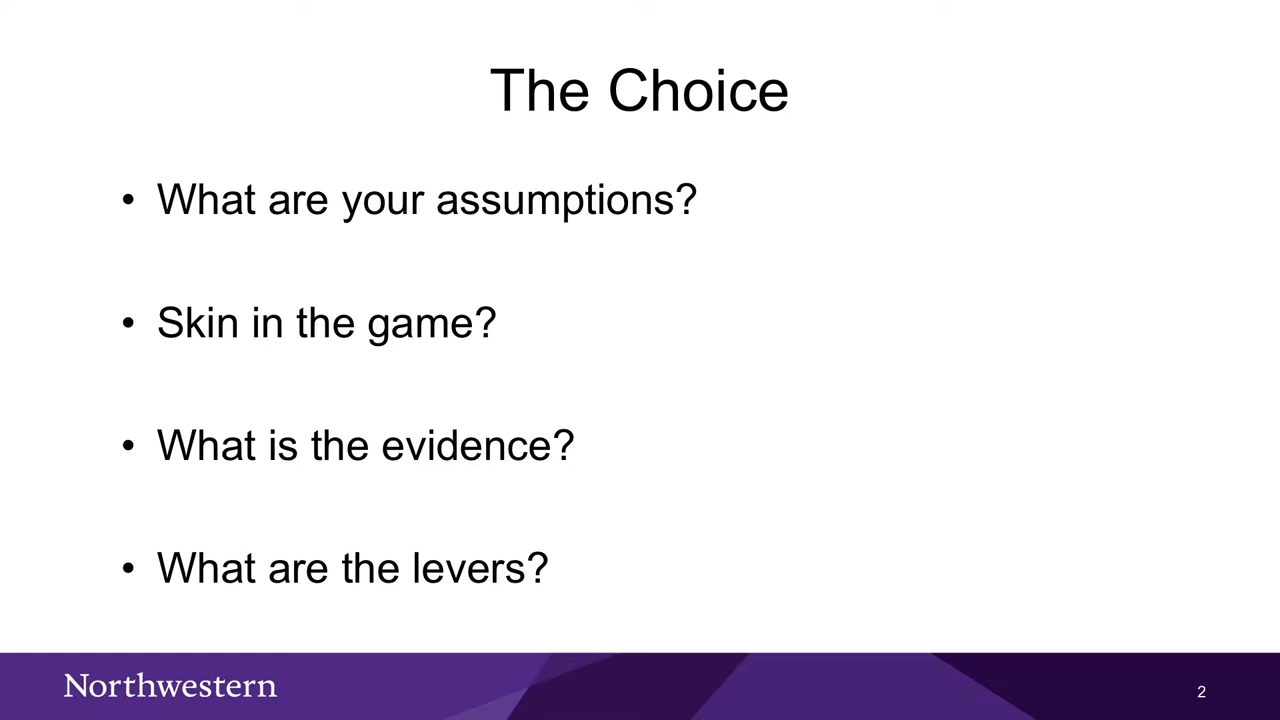 The Choice
• What are your assumptions?
• Skin in the game?
• What is the evidence?
• What are the levers?
Northwestern
2